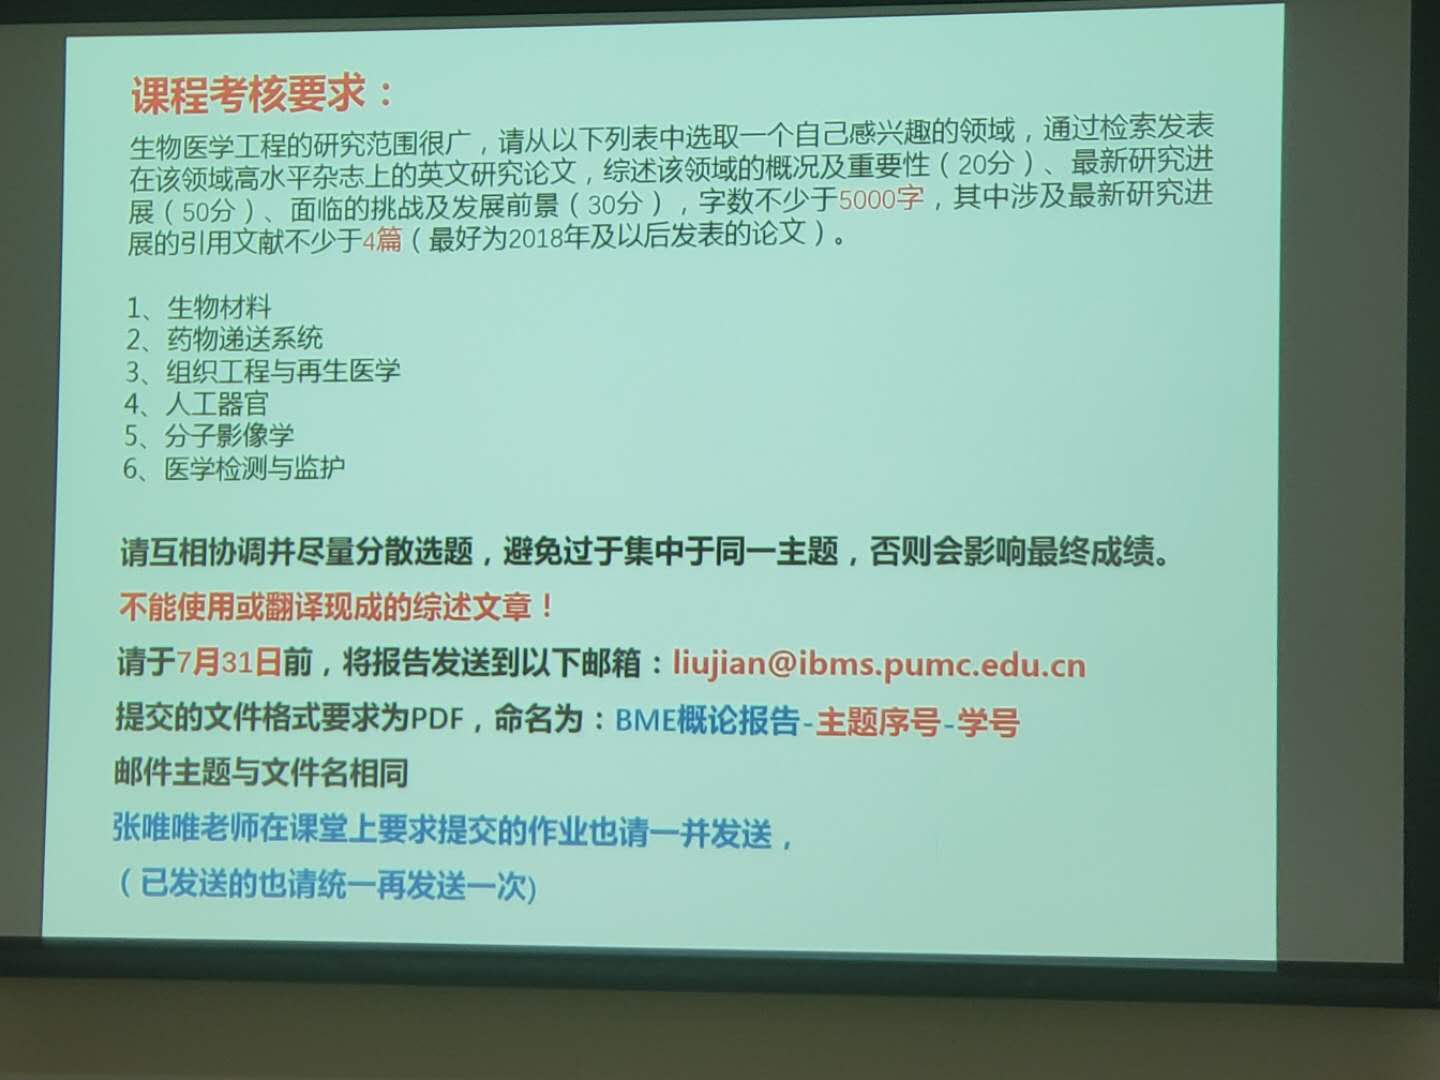 课程考核要求：
生物医学工程的研究范围很广，请从以下列表中选取一个自己感兴趣的领域，通过检索发表
在该领域高水平杂志上的英文研究论文，综述该领域的概况及重要性（20分）、最新研究进
展（50分）、面临的挑战及发展前景（30分），字数不少于5000字，其中涉及最新研究进
展的引用文献不少于4篇（最好为2018年及以后发表的论文）。
1、生物材料
2、药物递送系统
3、组织工程与再生医学
4、人工器官
5、分子影像学
6、医学检测与监护
请互相协调并尽量分散选题，避免过于集中于同一主题，否则会影响最终成绩。
不能使用或翻译现成的综述文章！
请于7月31日前，将报告发送到以下邮箱：liujian@ibms.pumc.edu.cn
提交的文件格式要求为PDF，命名为：BME概论报告-主题序号-学号
邮件主题与文件名相同
张唯唯老师在课堂上要求提交的作业也请一并发送，
（已发送的也请统一再发送一次)